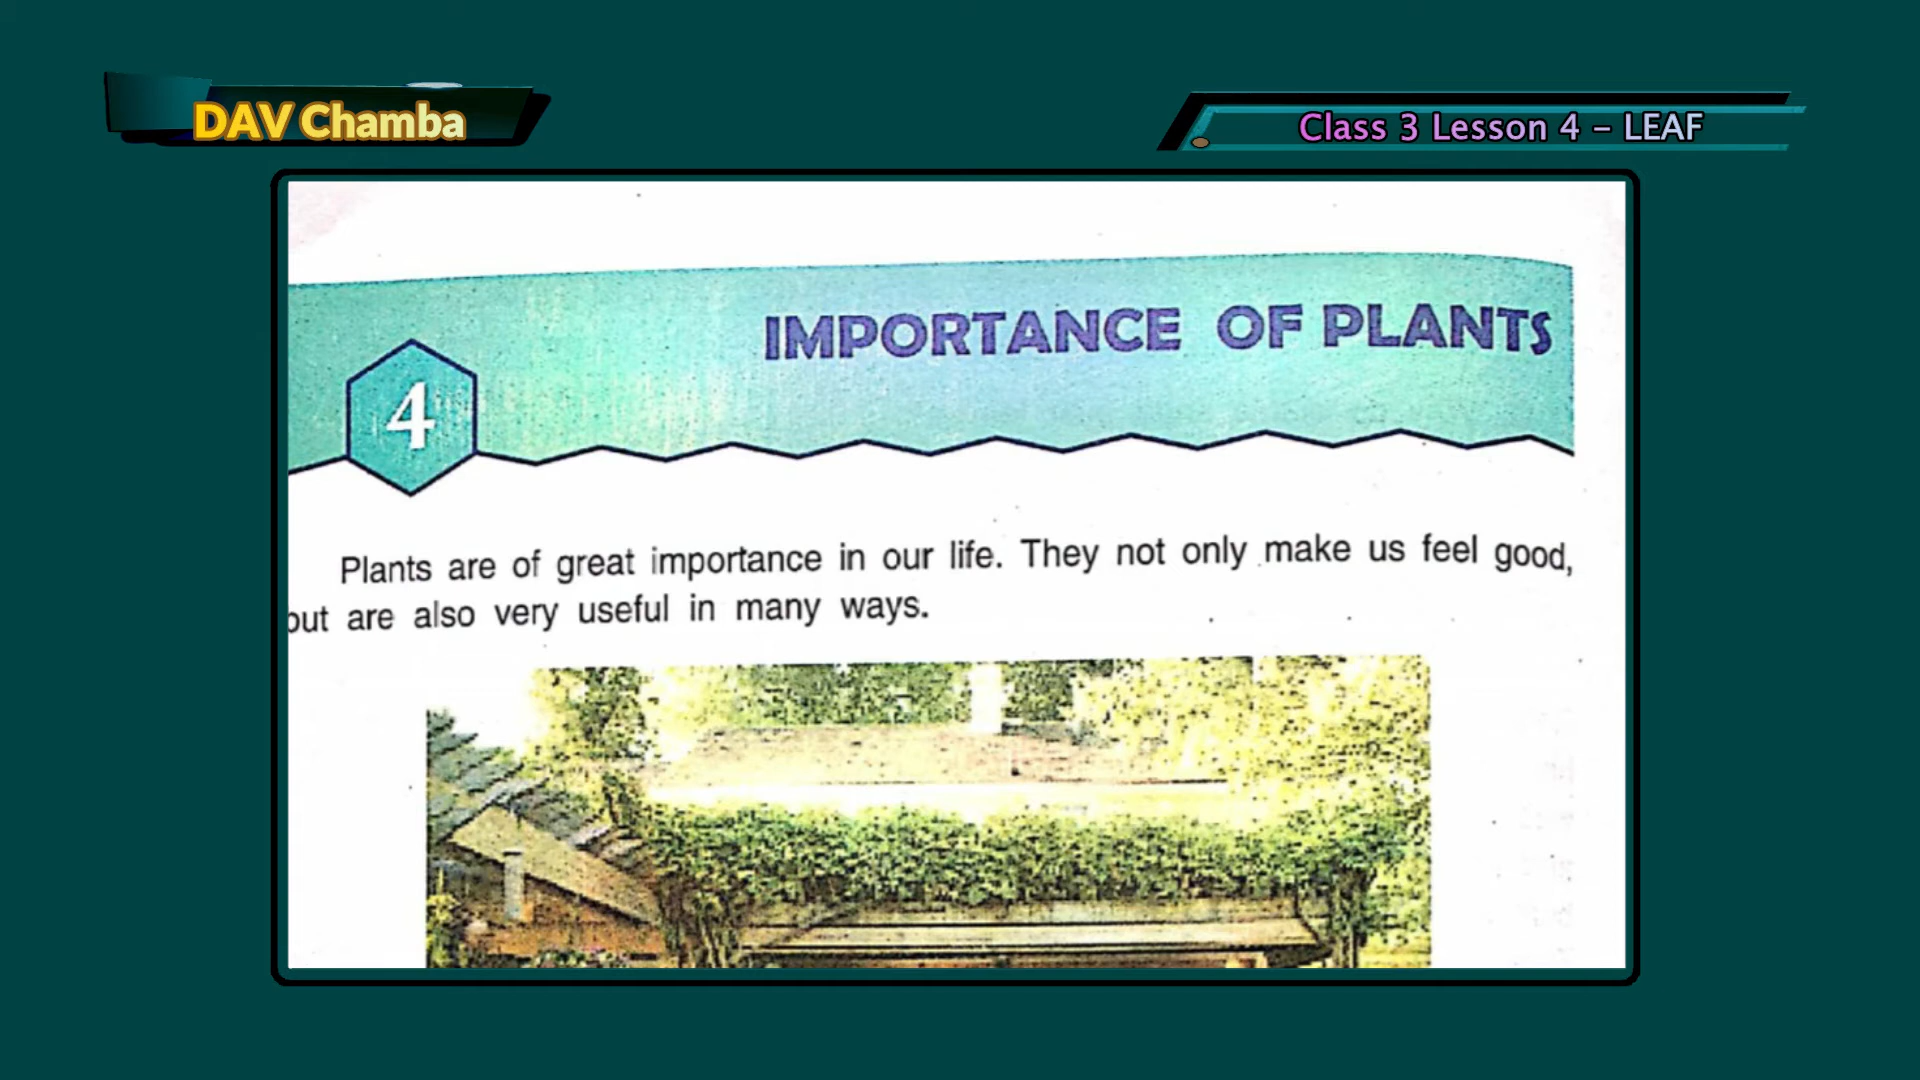 DAV Chamba
Class 3 Lesson 4 – LEAF
IMPORTANCE OF PLANTS
4
Plants are of great importance in our life. They not only make us feel good,
but are also very useful in many ways.